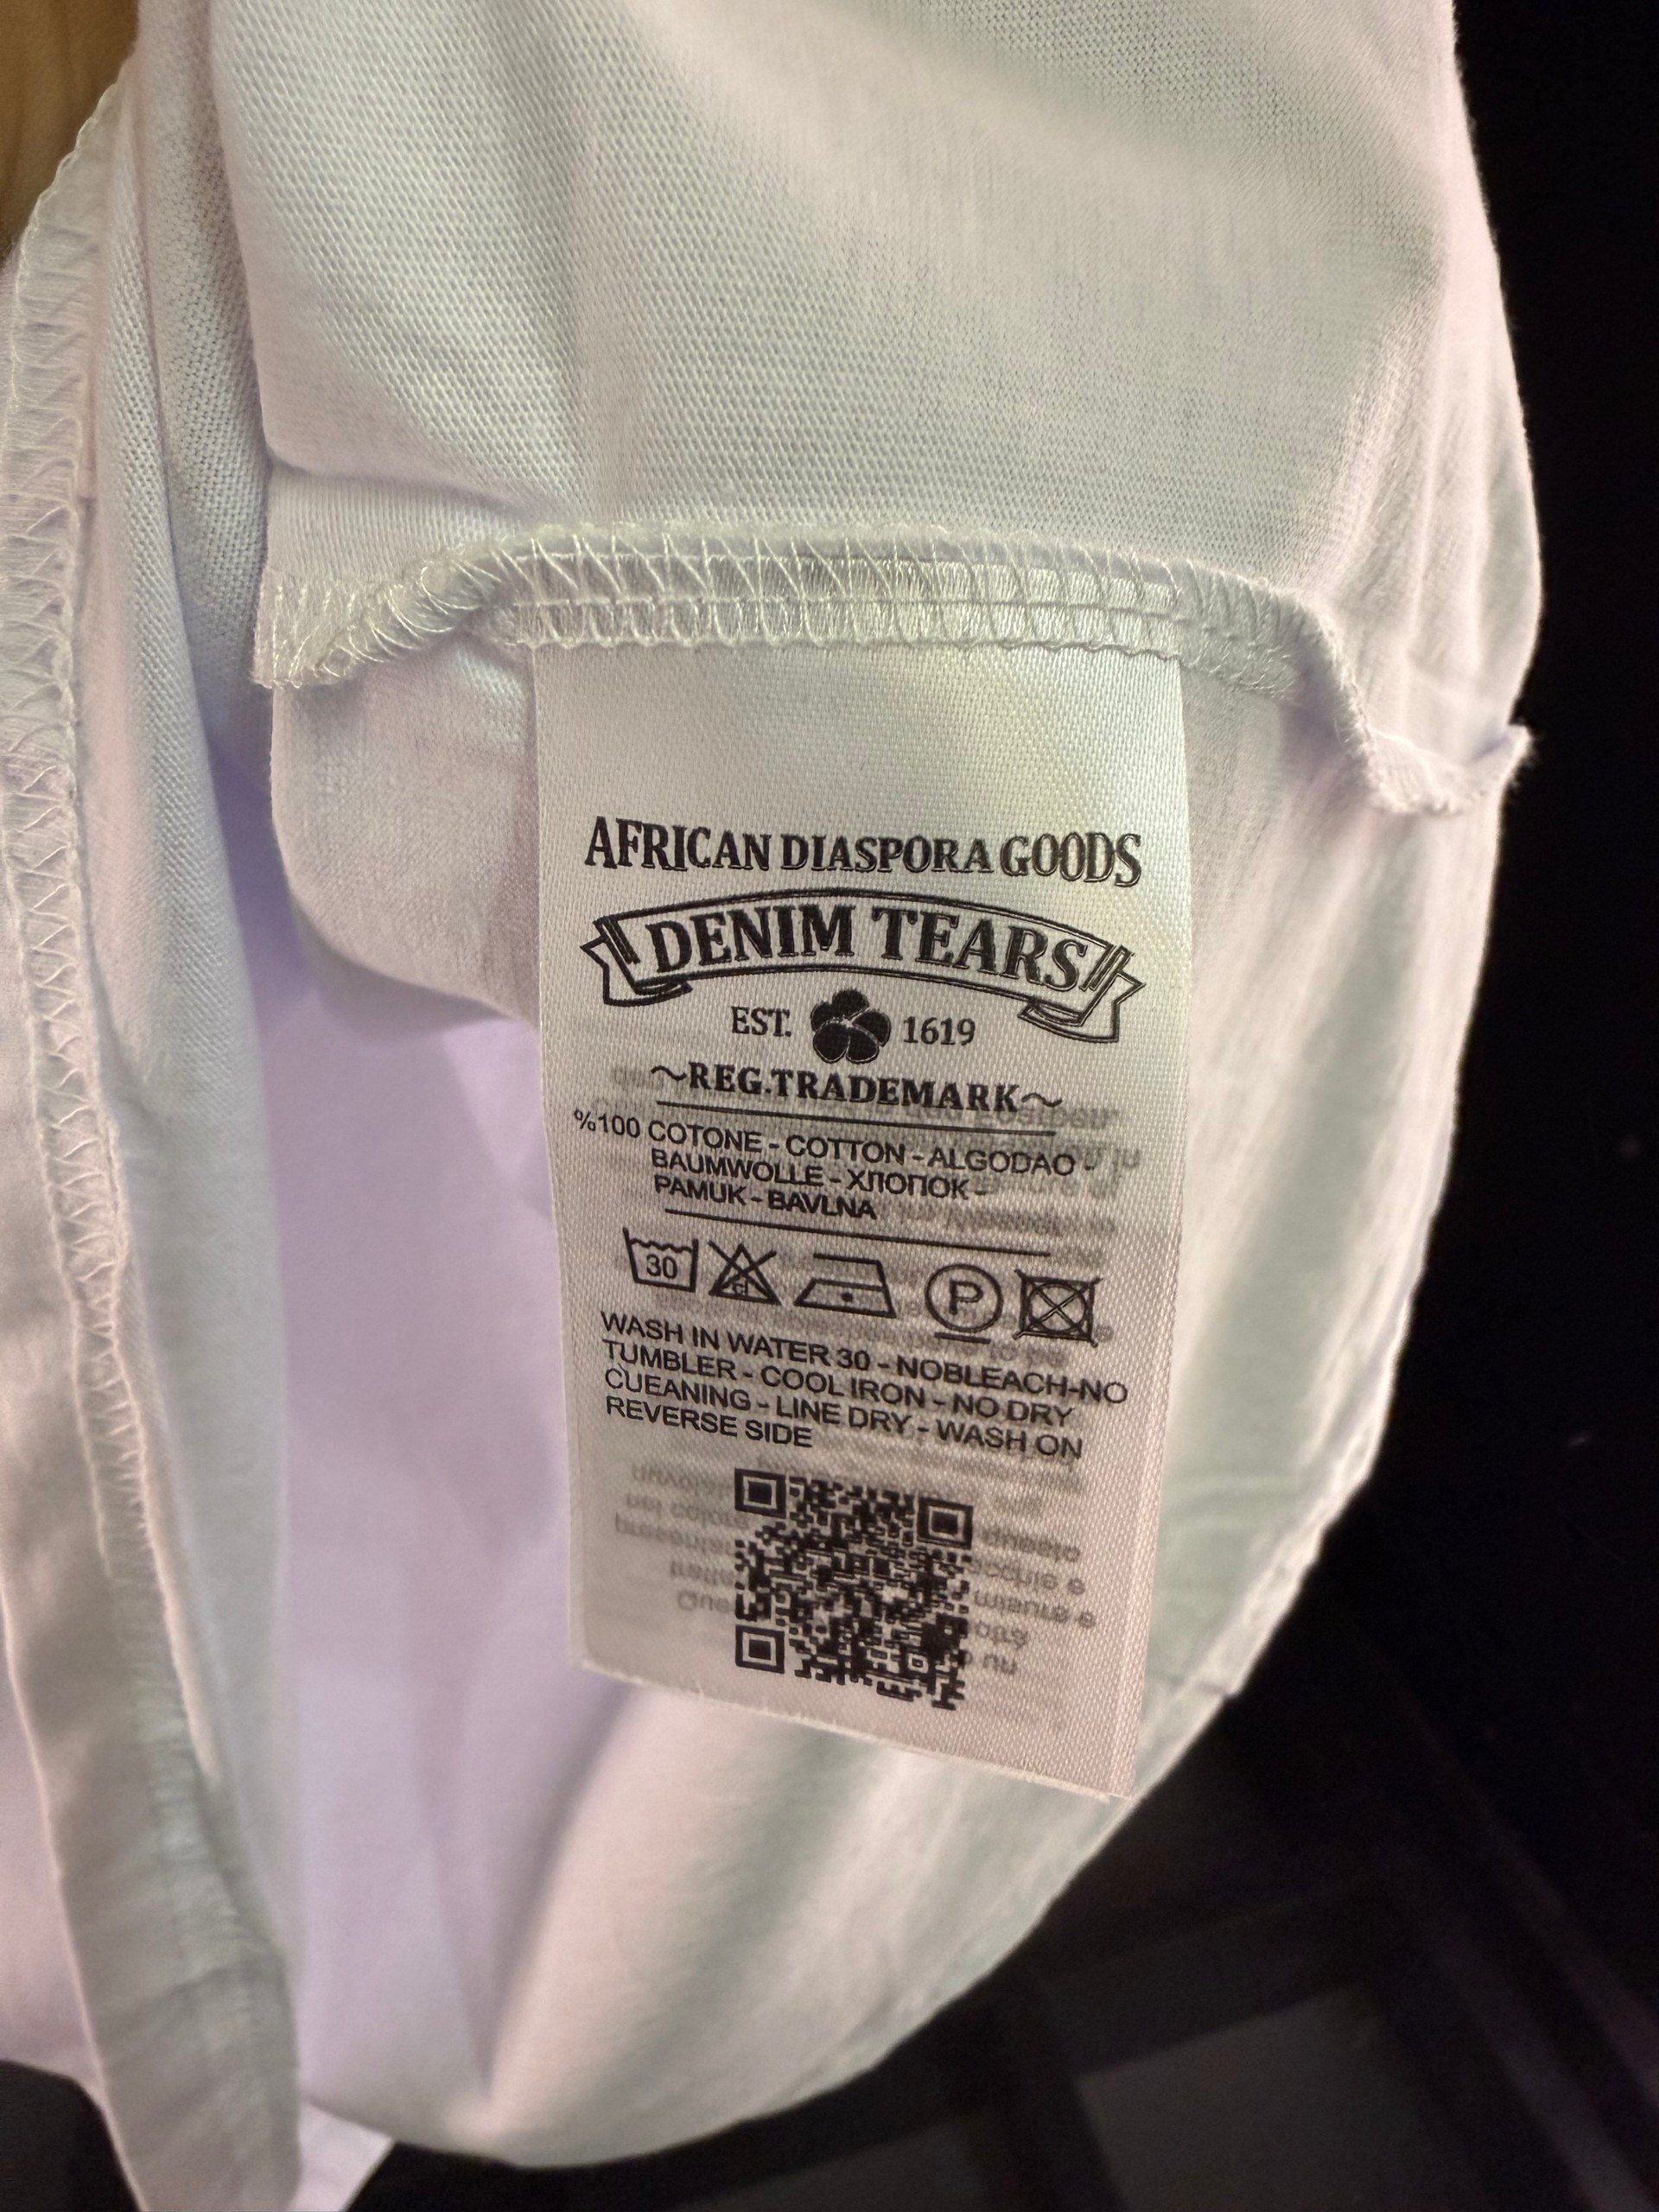 AFRICAN DIASPORA GOODS
DENIM TEARS
EST. 1619
~REG.TRADEMARK~
%100 COTONE - COTTON - ALGODAO -
BAUMWOLLE - ХЛОПОК -
PAMUK - BAVLNA
30 P
WASH IN WATER 30 - NOBLEACH-NO
TUMBLER - COOL IRON - NO DRY
CUEANING - LINE DRY - WASH ON
REVERSE SIDE